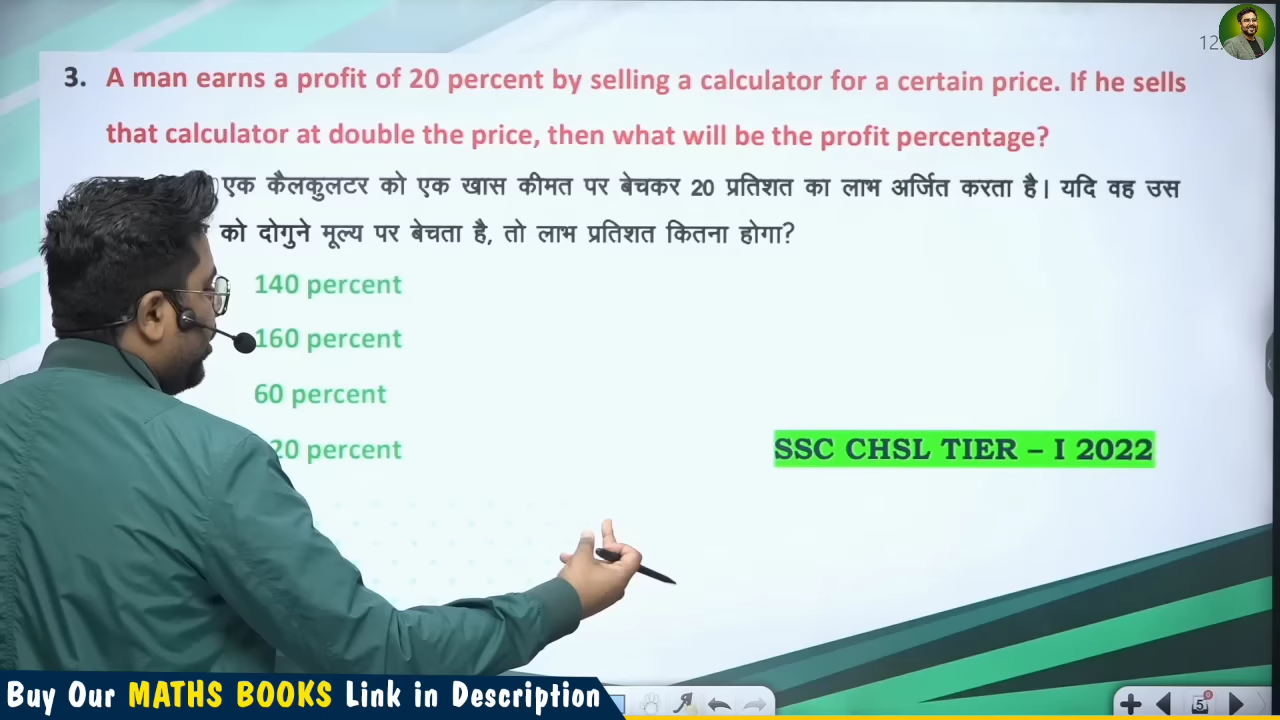 12
3. A man earns a profit of 20 percent by selling a calculator for a certain price. If he sells
that calculator at double the price, then what will be the profit percentage?
एक कैलकुलटर को एक खास कीमत पर बेचकर 20 प्रतिशत का लाभ अर्जित करता है। यदि वह उस
को दोगुने मूल्य पर बेचता है, तो लाभ प्रतिशत कितना होगा?
140 percent
160 percent
60 percent
20 percent
SSC CHSL TIER – I 2022
Buy Our MATHS BOOKS Link in Description
5